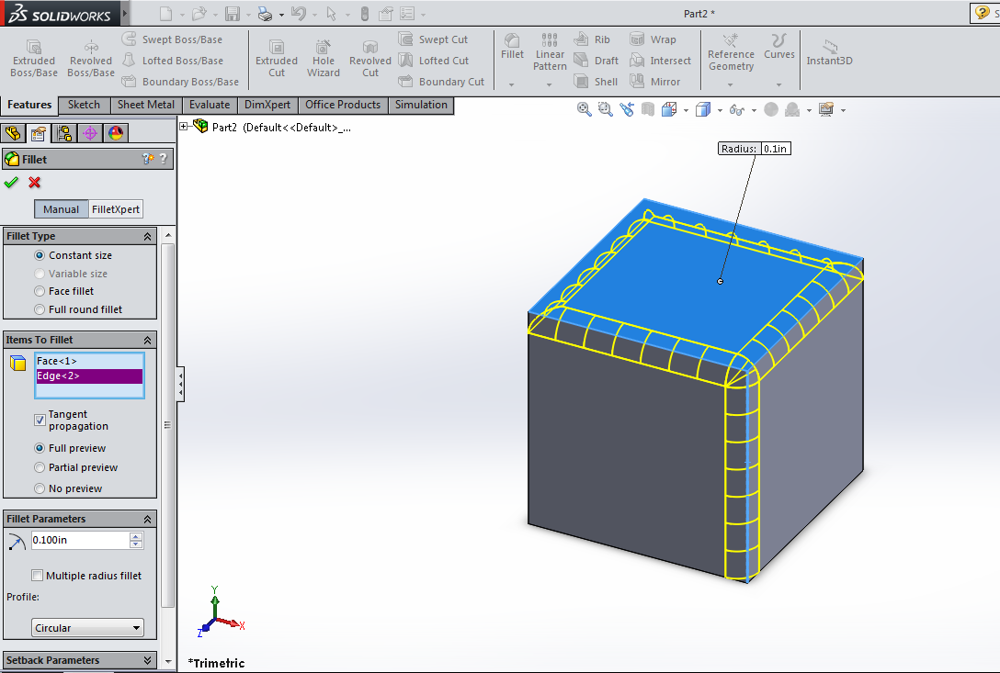 SOLIDWORKS
Part2 *
Extruded Boss/Base
Revolved Boss/Base
Swept Boss/Base
Lofted Boss/Base
Boundary Boss/Base
Extruded Cut
Hole Wizard
Revolved Cut
Swept Cut
Lofted Cut
Boundary Cut
Fillet
Linear Pattern
Rib
Draft
Shell
Wrap
Intersect
Mirror
Reference Geometry
Curves
Instant3D
Features Sketch Sheet Metal Evaluate DimXpert Office Products Simulation
Part2 (Default<<Default>_...
Fillet
Manual FilletXpert
Fillet Type
Constant size
Variable size
Face fillet
Full round fillet
Items To Fillet
Face<1>
Edge<2>
Tangent
propagation
Full preview
Partial preview
No preview
Fillet Parameters
0.100in
Multiple radius fillet
Profile:
Circular
Setback Parameters
Radius: 0.1in
Y
X
Z
*Trimetric